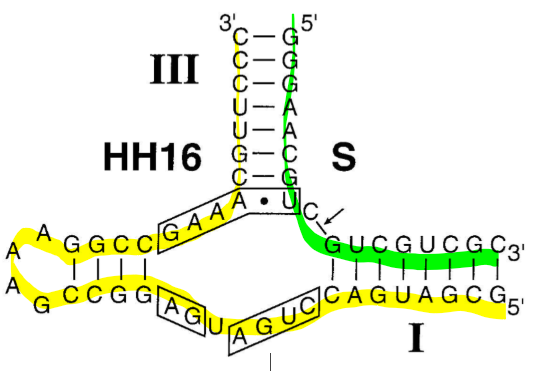 3' C — G 5'
C — G
III C — G
U — A
U — A
HH16 G — C S
C — G
A • U
C
A A G G C C G A A A
G U C G U C G C 3'
A G C C G G A G U A G U C C A G U A G C G 5'
I